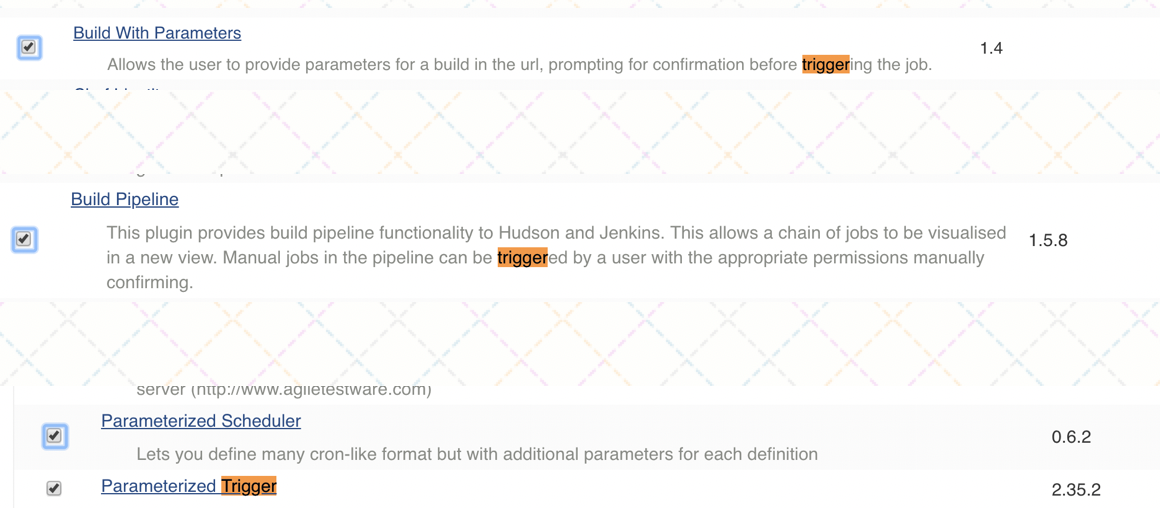 Build With Parameters
1.4
Allows the user to provide parameters for a build in the url, prompting for confirmation before triggering the job.
Build Pipeline
This plugin provides build pipeline functionality to Hudson and Jenkins. This allows a chain of jobs to be visualised
1.5.8
in a new view. Manual jobs in the pipeline can be triggered by a user with the appropriate permissions manually
confirming.
server (http://www.agiletestware.com)
Parameterized Scheduler
0.6.2
Lets you define many cron-like format but with additional parameters for each definition
Parameterized Trigger
2.35.2